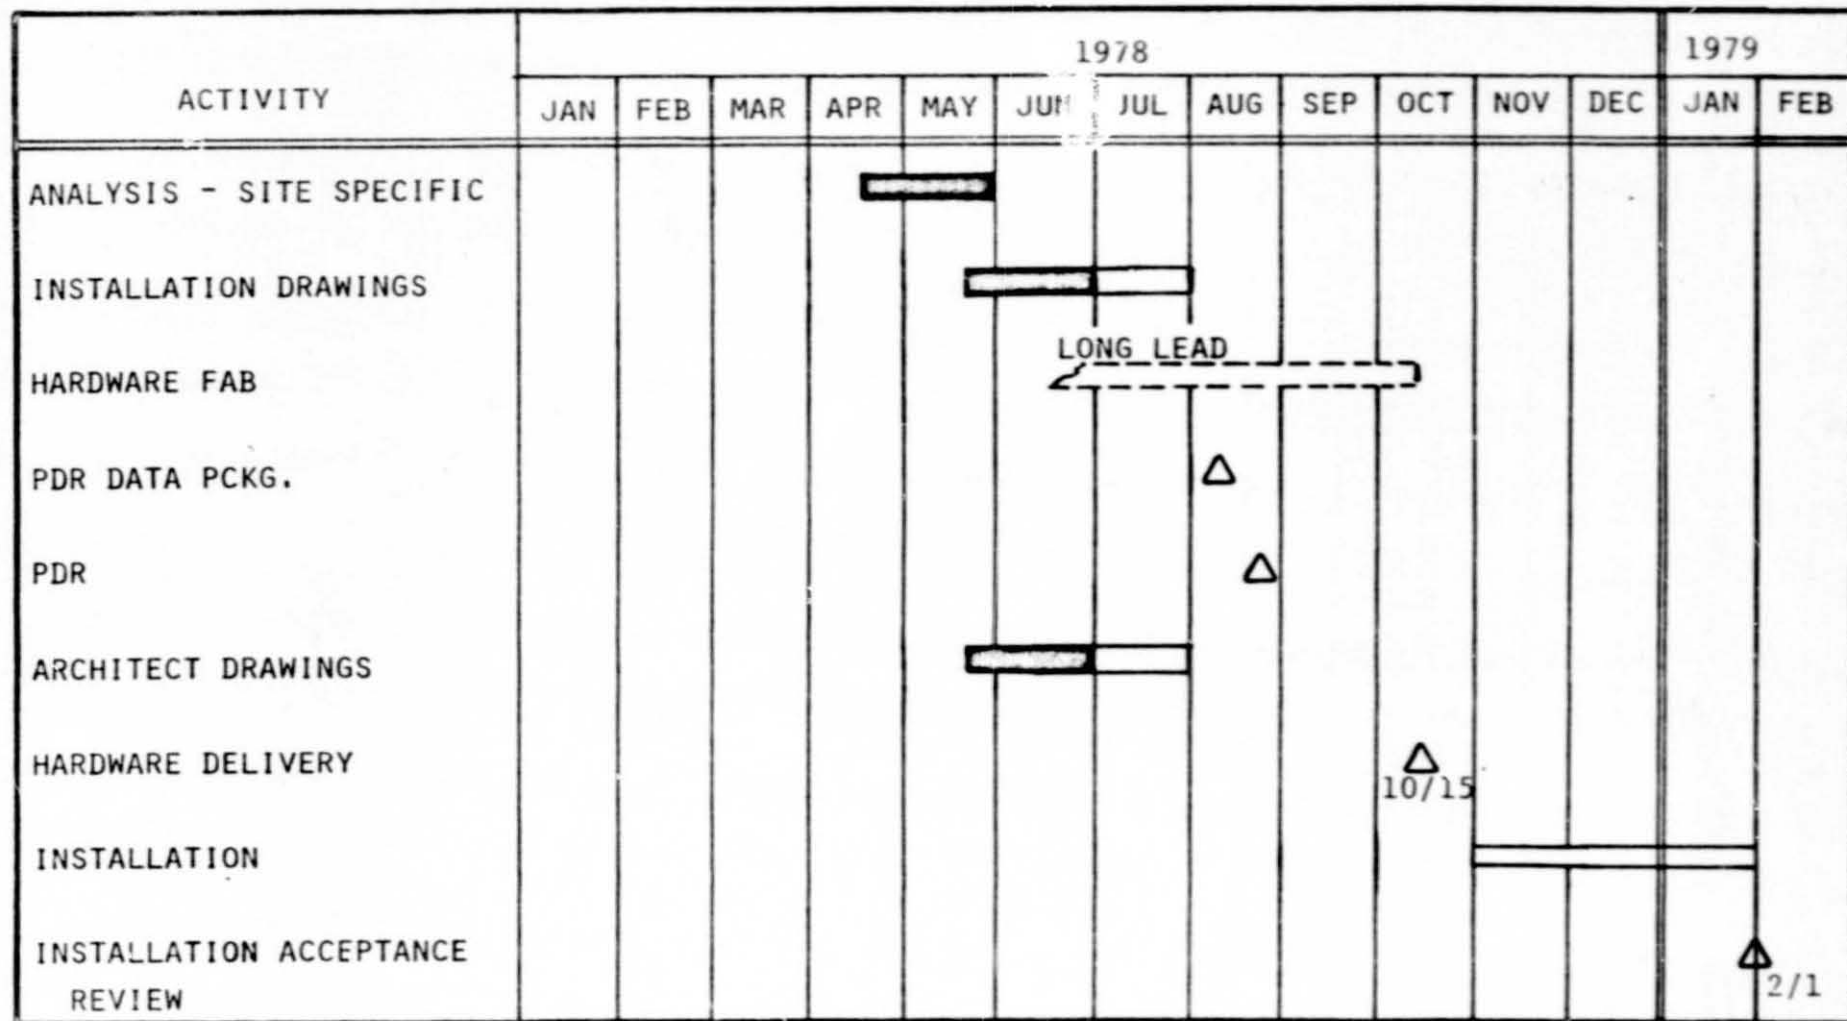 1978 1979
ACTIVITY JAN FEB MAR APR MAY JUN JUL AUG SEP OCT NOV DEC JAN FEB
ANALYSIS - SITE SPECIFIC
INSTALLATION DRAWINGS
LONG LEAD
HARDWARE FAB
PDR DATA PCKG.
PDR
ARCHITECT DRAWINGS
HARDWARE DELIVERY
10/15
INSTALLATION
INSTALLATION ACCEPTANCE
REVIEW 2/1